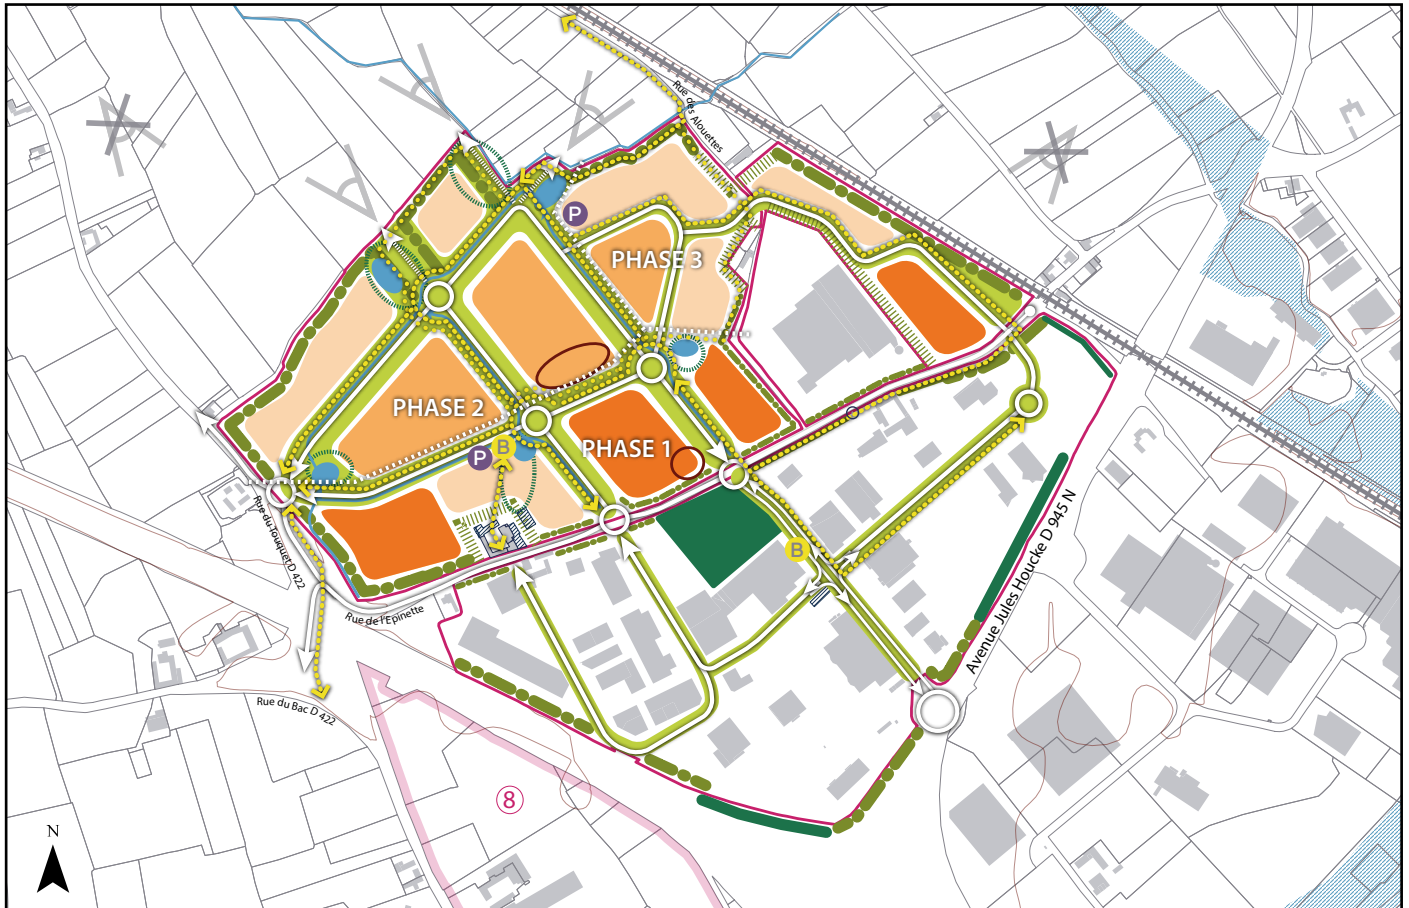 Rue des Alouettes
P
PHASE 3
PHASE 2
B
P
PHASE 1
Rue du Touquet D 422
B
Avenue Jules Houcke D 945 N
Rue de l'Epinette
Rue du Bac D 422
8
N